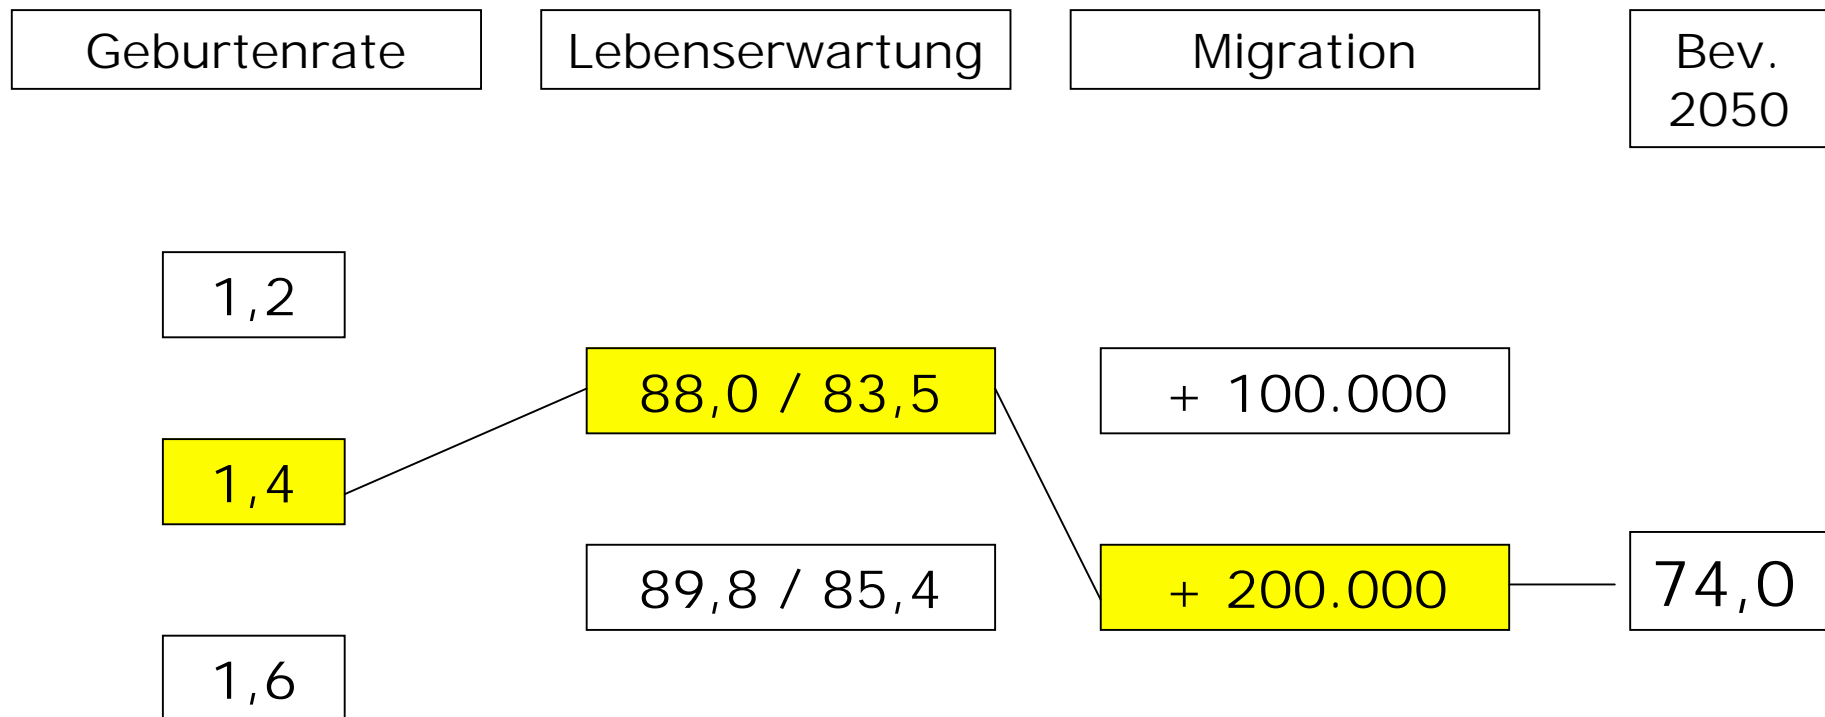 Geburtenrate
Lebenserwartung
Migration
Bev.
2050
1,2
88,0 / 83,5
+ 100.000
1,4
89,8 / 85,4
+ 200.000
74,0
1,6